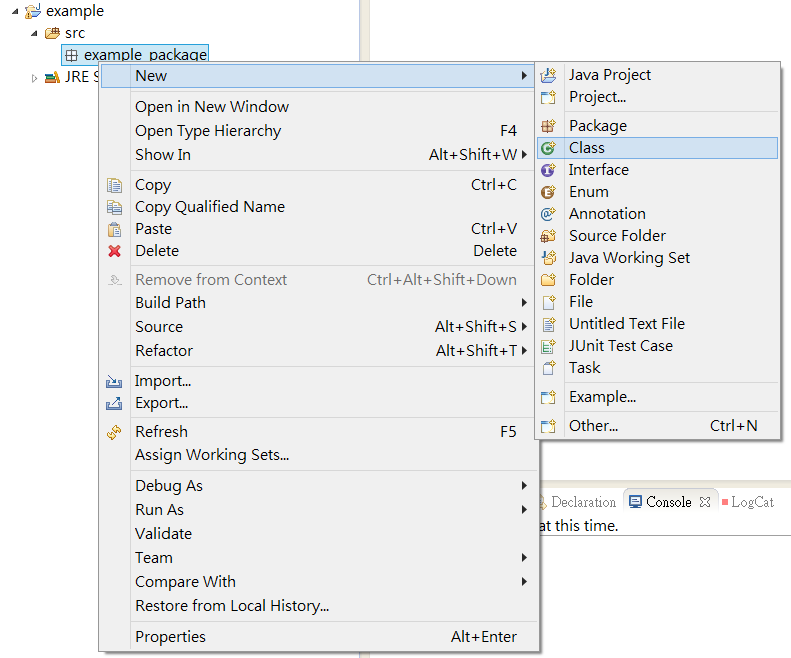 example
src
example_package
JRE S
New
Open in New Window
Open Type Hierarchy F4
Show In Alt+Shift+W
Copy Ctrl+C
Copy Qualified Name
Paste Ctrl+V
Delete Delete
Remove from Context Ctrl+Alt+Shift+Down
Build Path
Source Alt+Shift+S
Refactor Alt+Shift+T
Import...
Export...
Refresh F5
Assign Working Sets...
Debug As
Run As
Validate
Team
Compare With
Restore from Local History...
Properties Alt+Enter
Java Project
Project...
Package
Class
Interface
Enum
Annotation
Source Folder
Java Working Set
Folder
File
Untitled Text File
JUnit Test Case
Task
Example...
Other... Ctrl+N
Declaration Console LogCat
at this time.